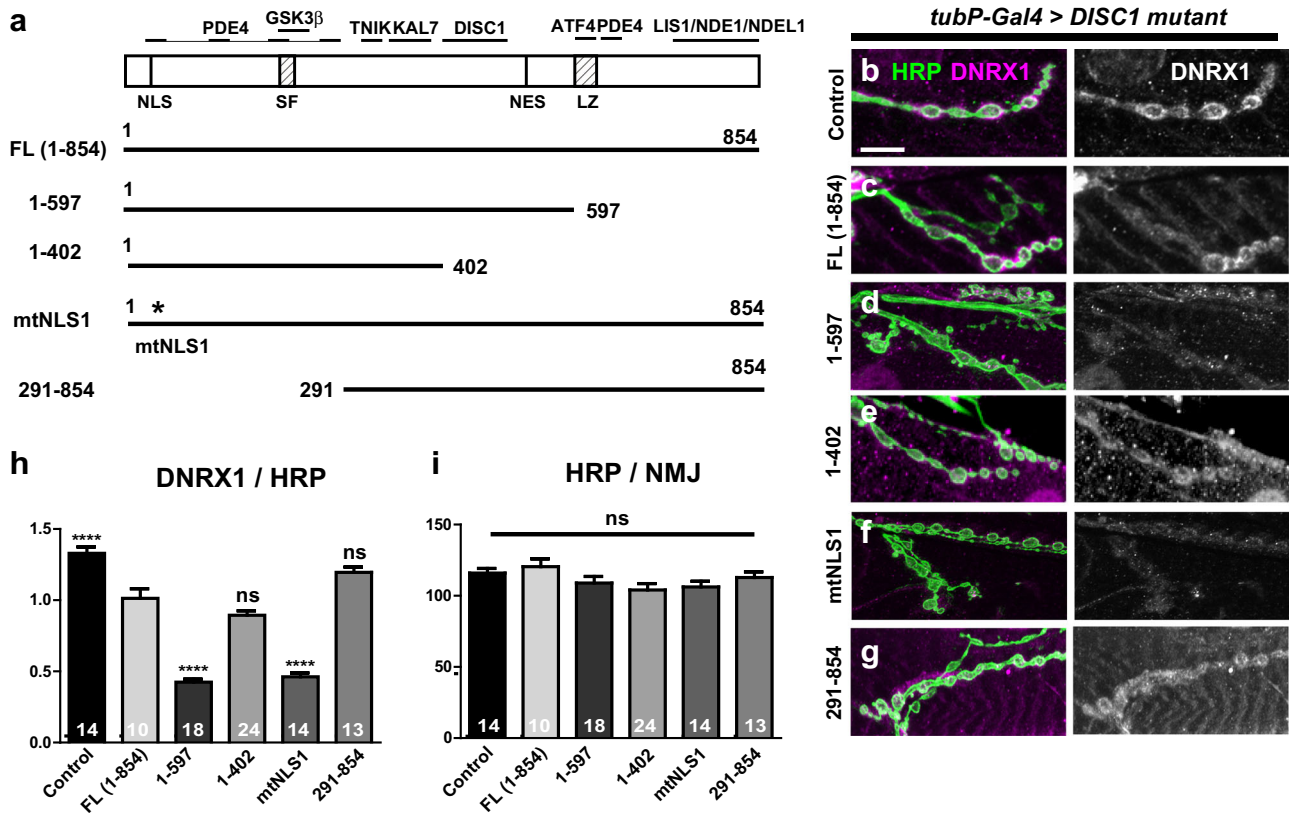 a
PDE4 GSK3β TNIK KAL7 DISC1 ATF4 PDE4 LIS1/NDE1/NDEL1
NLS SF NES LZ
FL (1-854) 1 854
1-597 1 597
1-402 1 402
mtNLS1 1 * 854
mtNLS1
291-854 291 854
tubP-Gal4 > DISC1 mutant
b HRP DNRX1 DNRX1
Control
c
FL (1-854)
d
1-597
e
1-402
f
mtNLS1
g
291-854
h
DNRX1 / HRP
1.5
1.0
0.5
0.0
**** **** ns **** ns
14 10 18 24 14 13
Control FL (1-854) 1-597 1-402 mtNLS1 291-854
i
HRP / NMJ
ns
150
100
50
0
14 10 18 24 14 13
Control FL (1-854) 1-597 1-402 mtNLS1 291-854